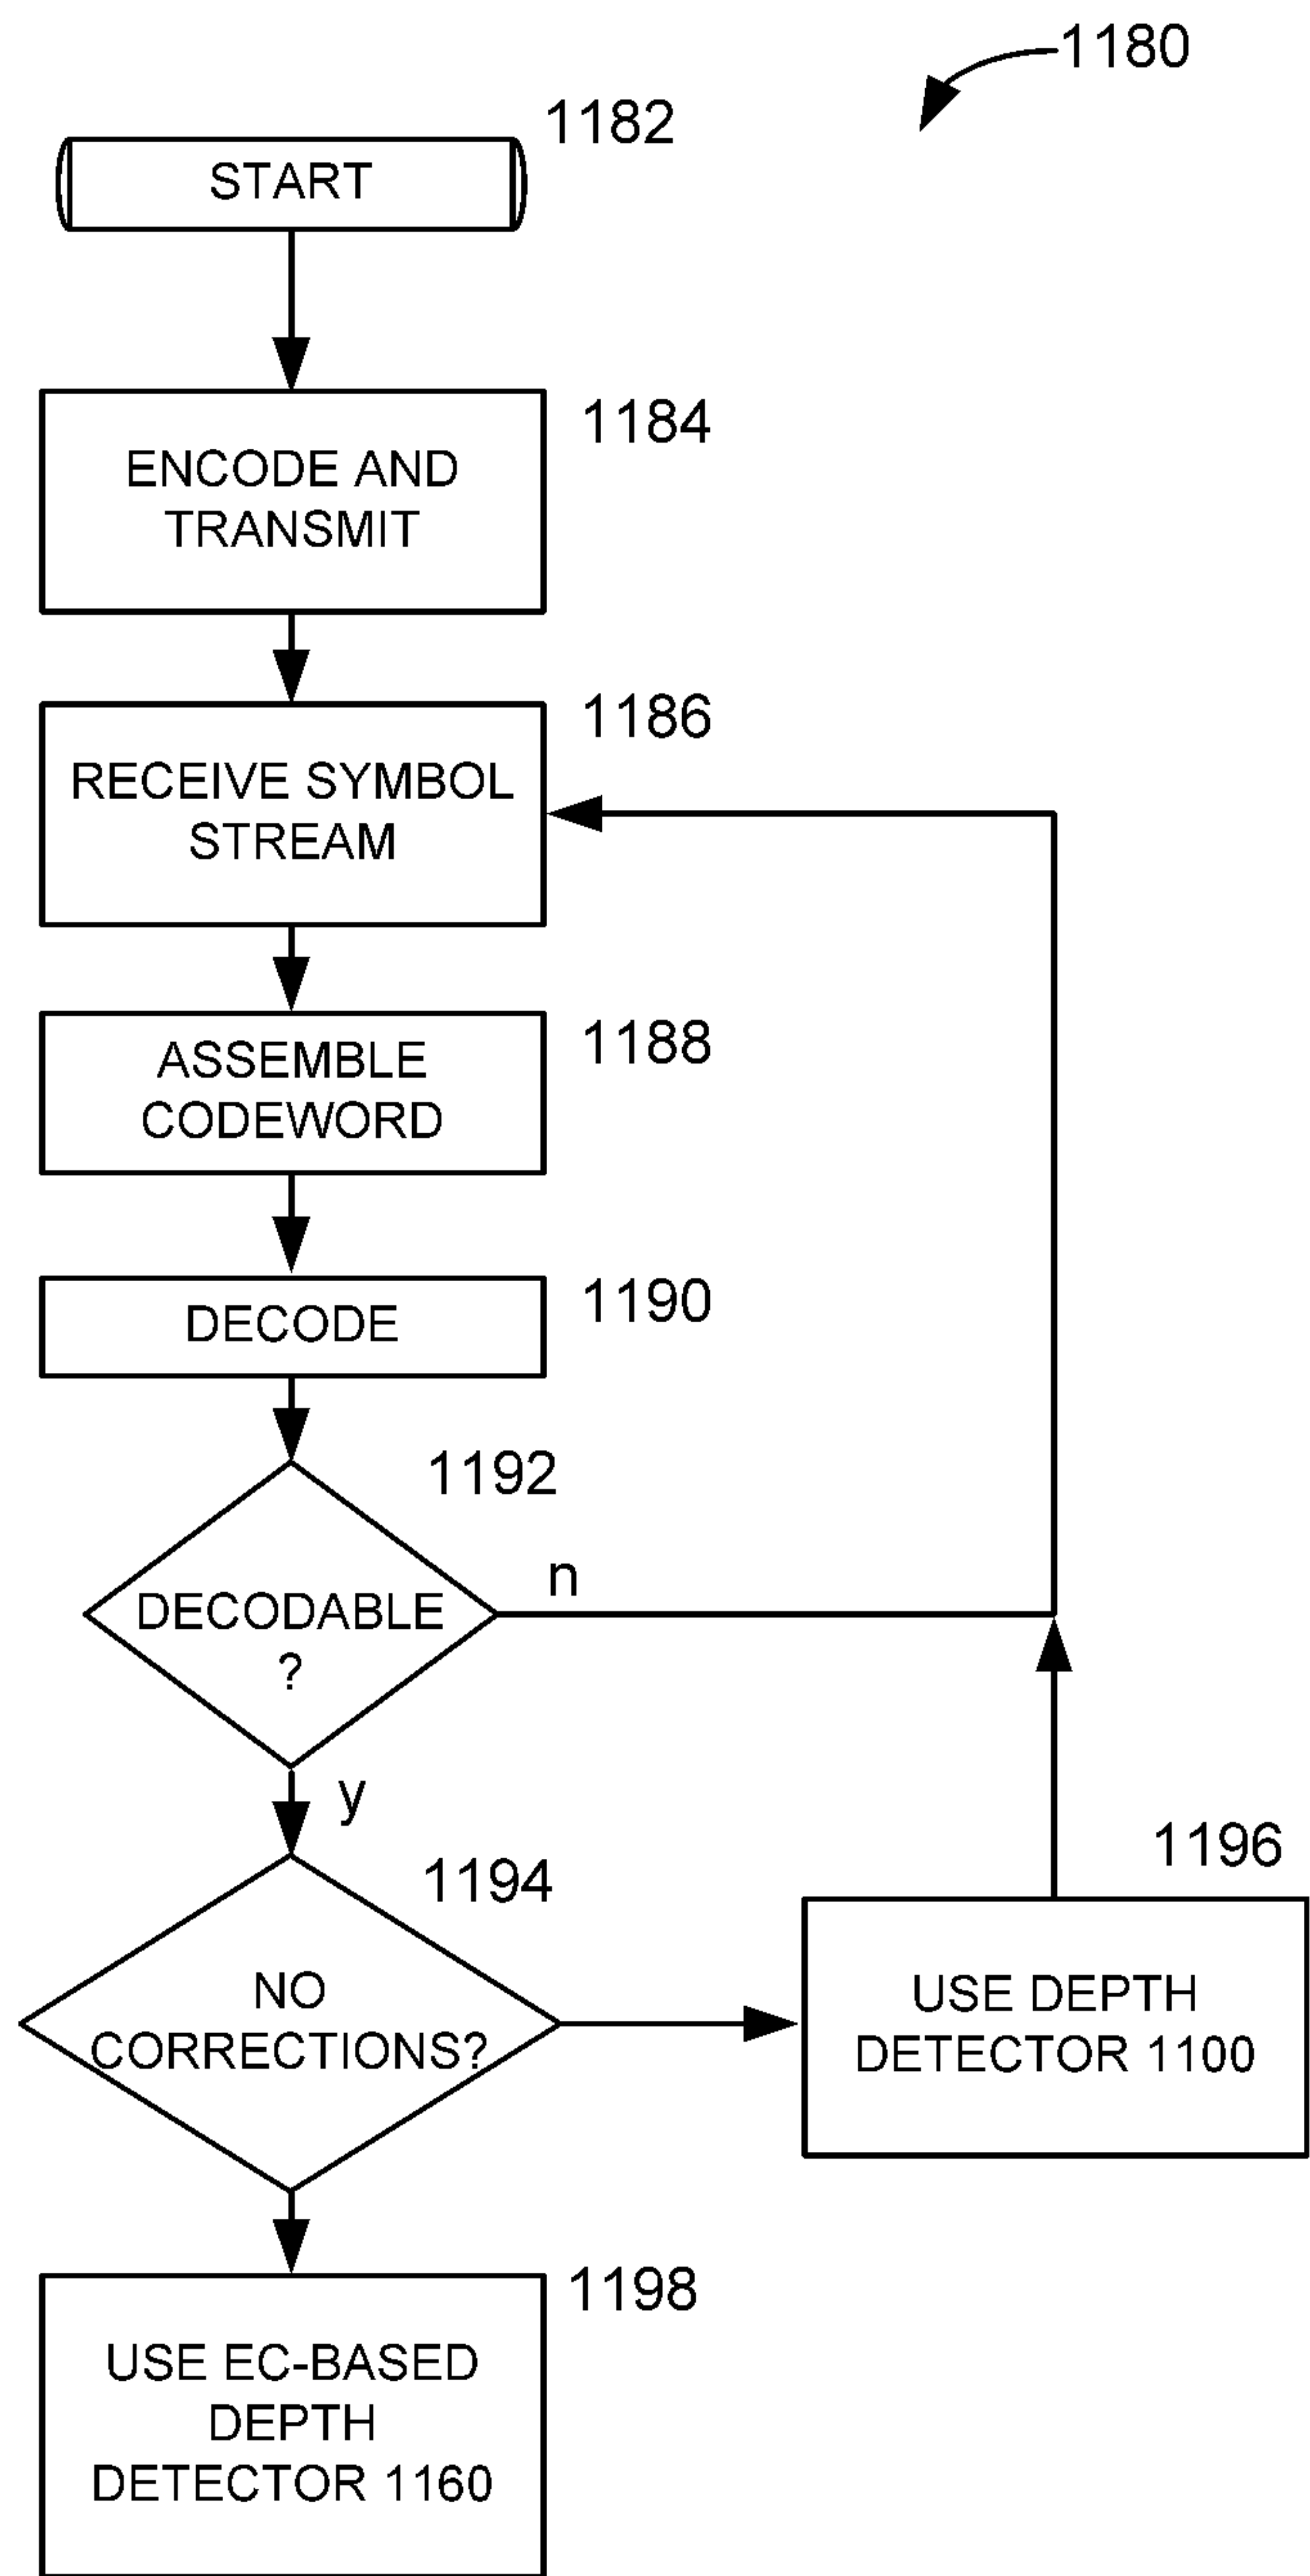 1180
1182
START
1184
ENCODE AND
TRANSMIT
1186
RECEIVE SYMBOL
STREAM
1188
ASSEMBLE
CODEWORD
1190
DECODE
1192
n
DECODABLE
?
y
1194
1196
NO
CORRECTIONS?
USE DEPTH
DETECTOR 1100
1198
USE EC-BASED
DEPTH
DETECTOR 1160